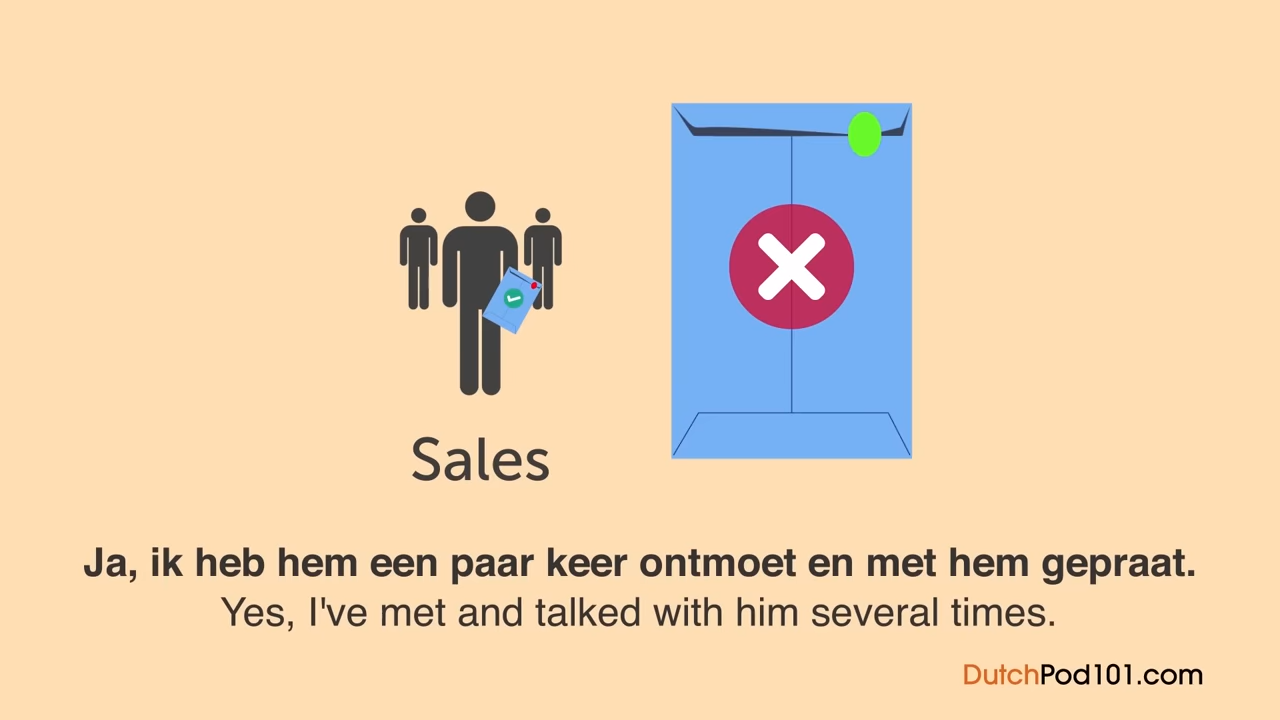 Sales
Ja, ik heb hem een paar keer ontmoet en met hem gepraat.
Yes, I've met and talked with him several times.
DutchPod101.com